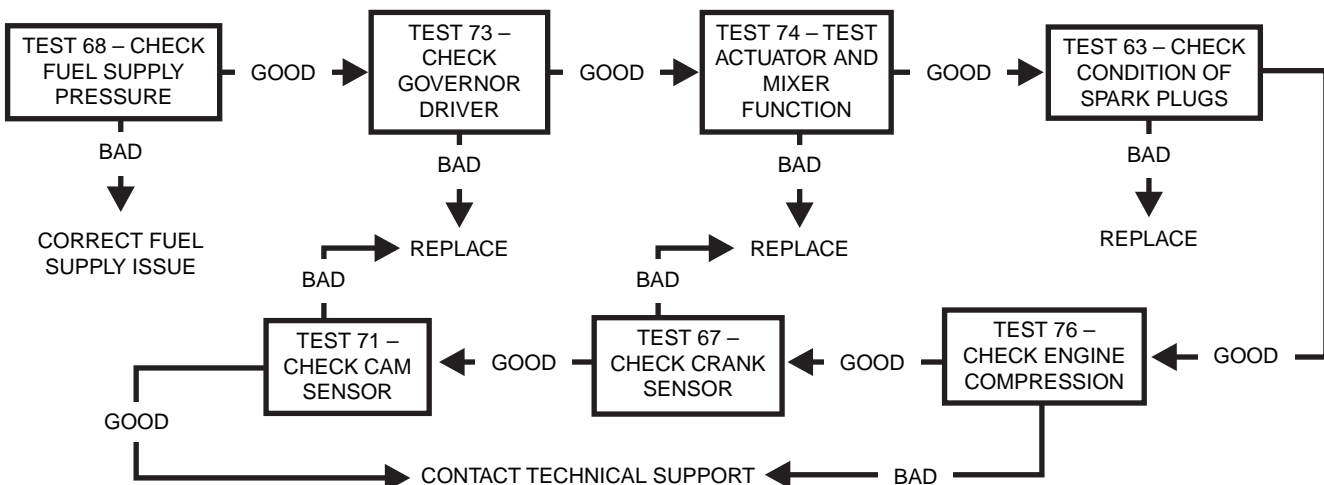 TEST 68 – CHECK
FUEL SUPPLY
PRESSURE
GOOD
TEST 73 –
CHECK
GOVERNOR
DRIVER
GOOD
TEST 74 – TEST
ACTUATOR AND
MIXER
FUNCTION
GOOD
TEST 63 – CHECK
CONDITION OF
SPARK PLUGS
BAD
BAD
BAD
BAD
CORRECT FUEL
SUPPLY ISSUE
REPLACE
REPLACE
REPLACE
BAD
BAD
TEST 71 –
CHECK CAM
SENSOR
GOOD
TEST 67 –
CHECK CRANK
SENSOR
GOOD
TEST 76 –
CHECK ENGINE
COMPRESSION
GOOD
GOOD
CONTACT TECHNICAL SUPPORT
BAD